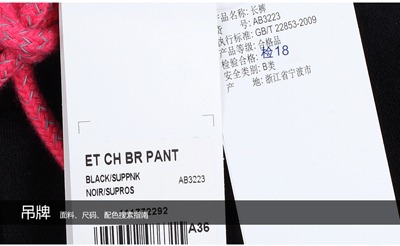 产品名称: 长裤
货 号: AB3223
执行标准: GB/T 22853-2009
产品等级: 合格品
检验合格: 检18
安全类别: B类
产 地: 浙江省宁波市
ET CH BR PANT
BLACK/SUPPNK AB3223
NOIR/SUPROS
A36
吊牌 面料、尺码、配色搜索指南